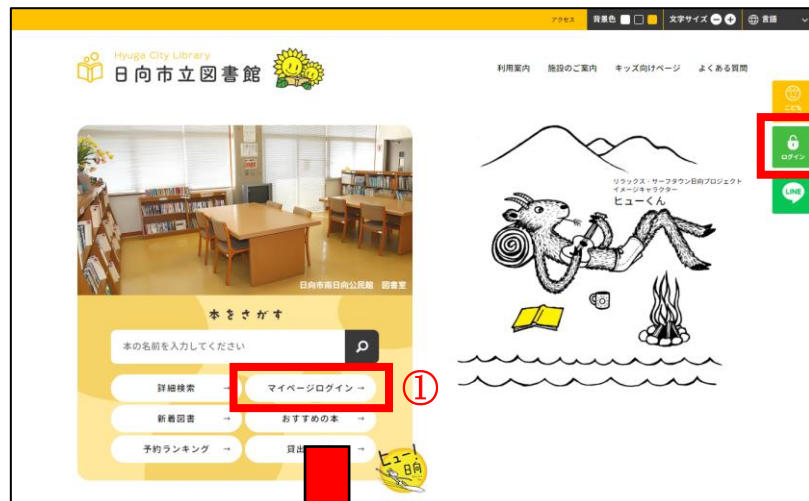 アクセス 背景色 文字サイズ 言語
Hyuga City Library
日向市立図書館
利用案内 施設のご案内 キッズ向けページ よくある質問
こども
ログイン
LINE
リラックス・サーフタウン日向プロジェクト
イメージキャラクター
ヒューくん
日向市南日向公民館 図書室
本をさがす
本の名前を入力してください
詳細検索 → マイページログイン → ①
新着図書 → おすすめの本 →
予約ランキング → 貸出 →
ヒュー!
日向